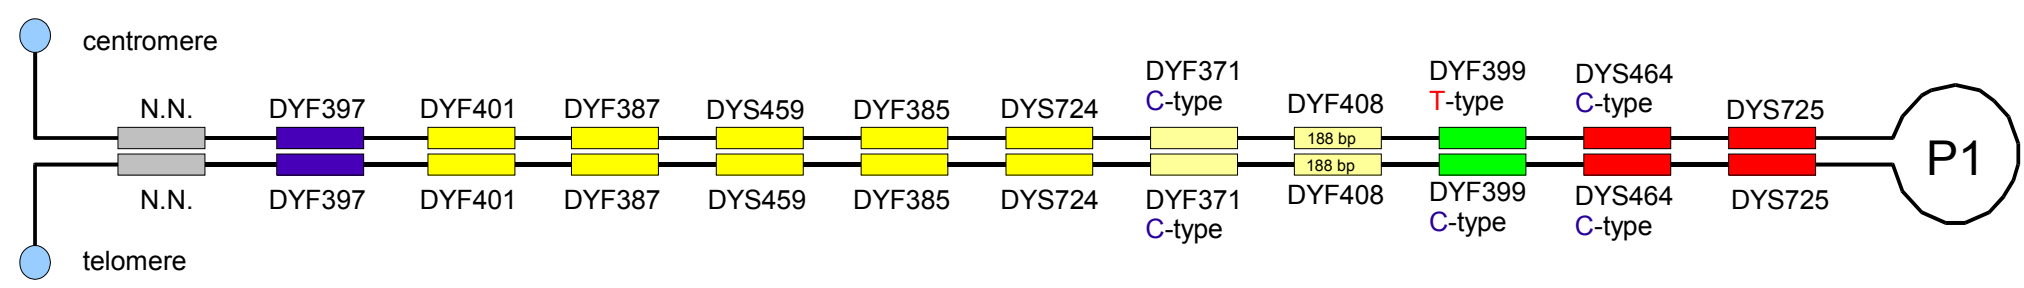 centromere
N.N. DYF397 DYF401 DYF387 DYS459 DYF385 DYS724 DYF371 DYF408 DYF399 DYS464 DYS725
C-type T-type C-type
188 bp
P1
188 bp
N.N. DYF397 DYF401 DYF387 DYS459 DYF385 DYS724 DYF371 DYF408 DYF399 DYS464 DYS725
C-type C-type C-type
telomere